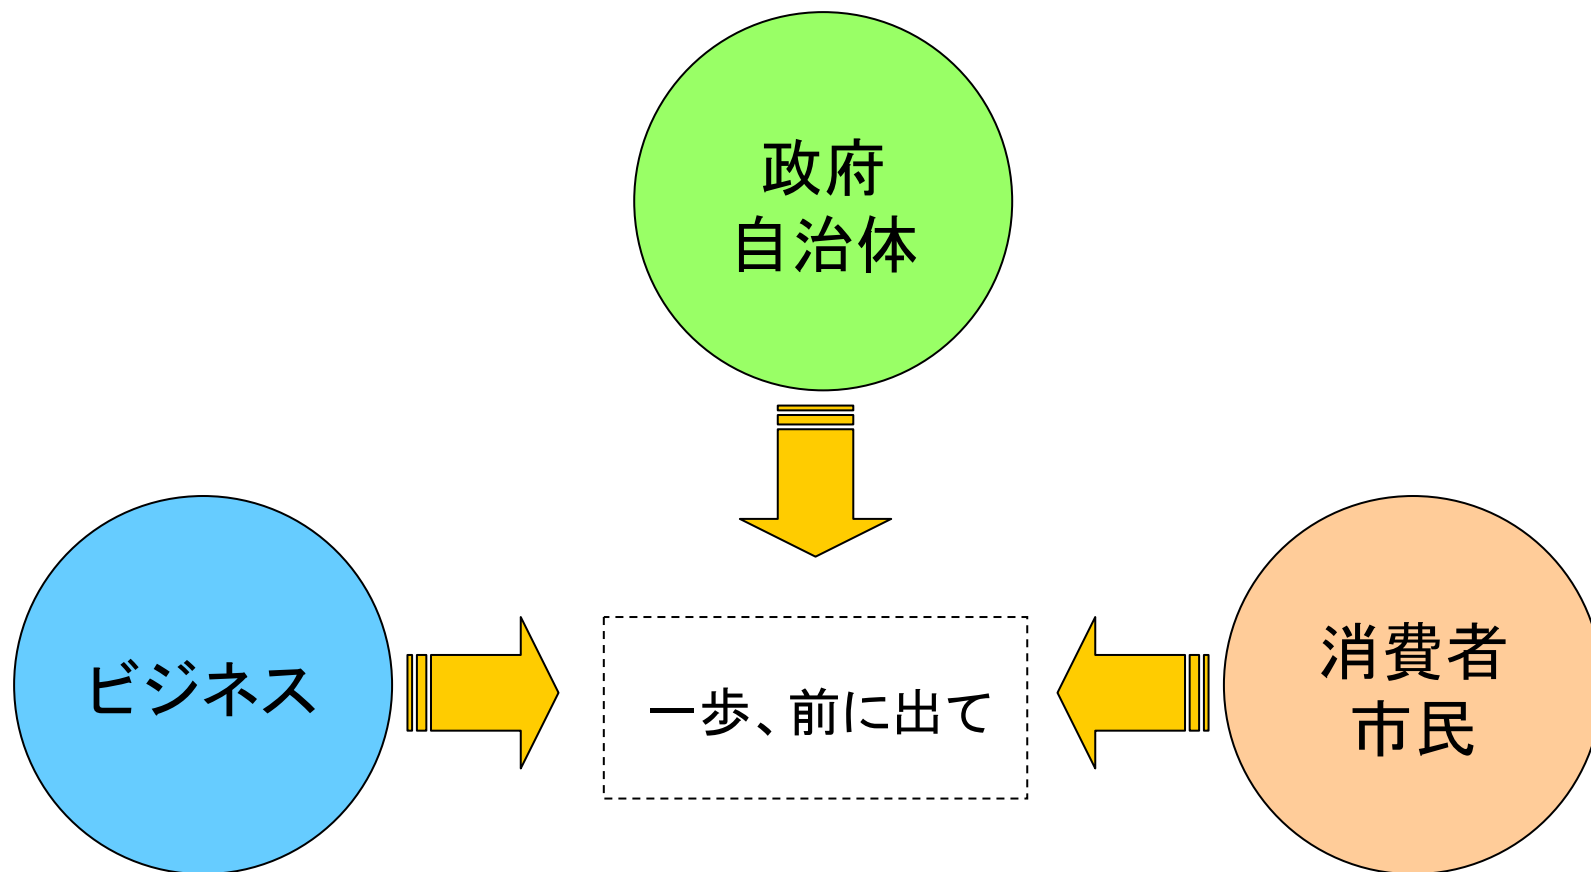 政府
自治体
ビジネス
一歩、前に出て
消費者
市民